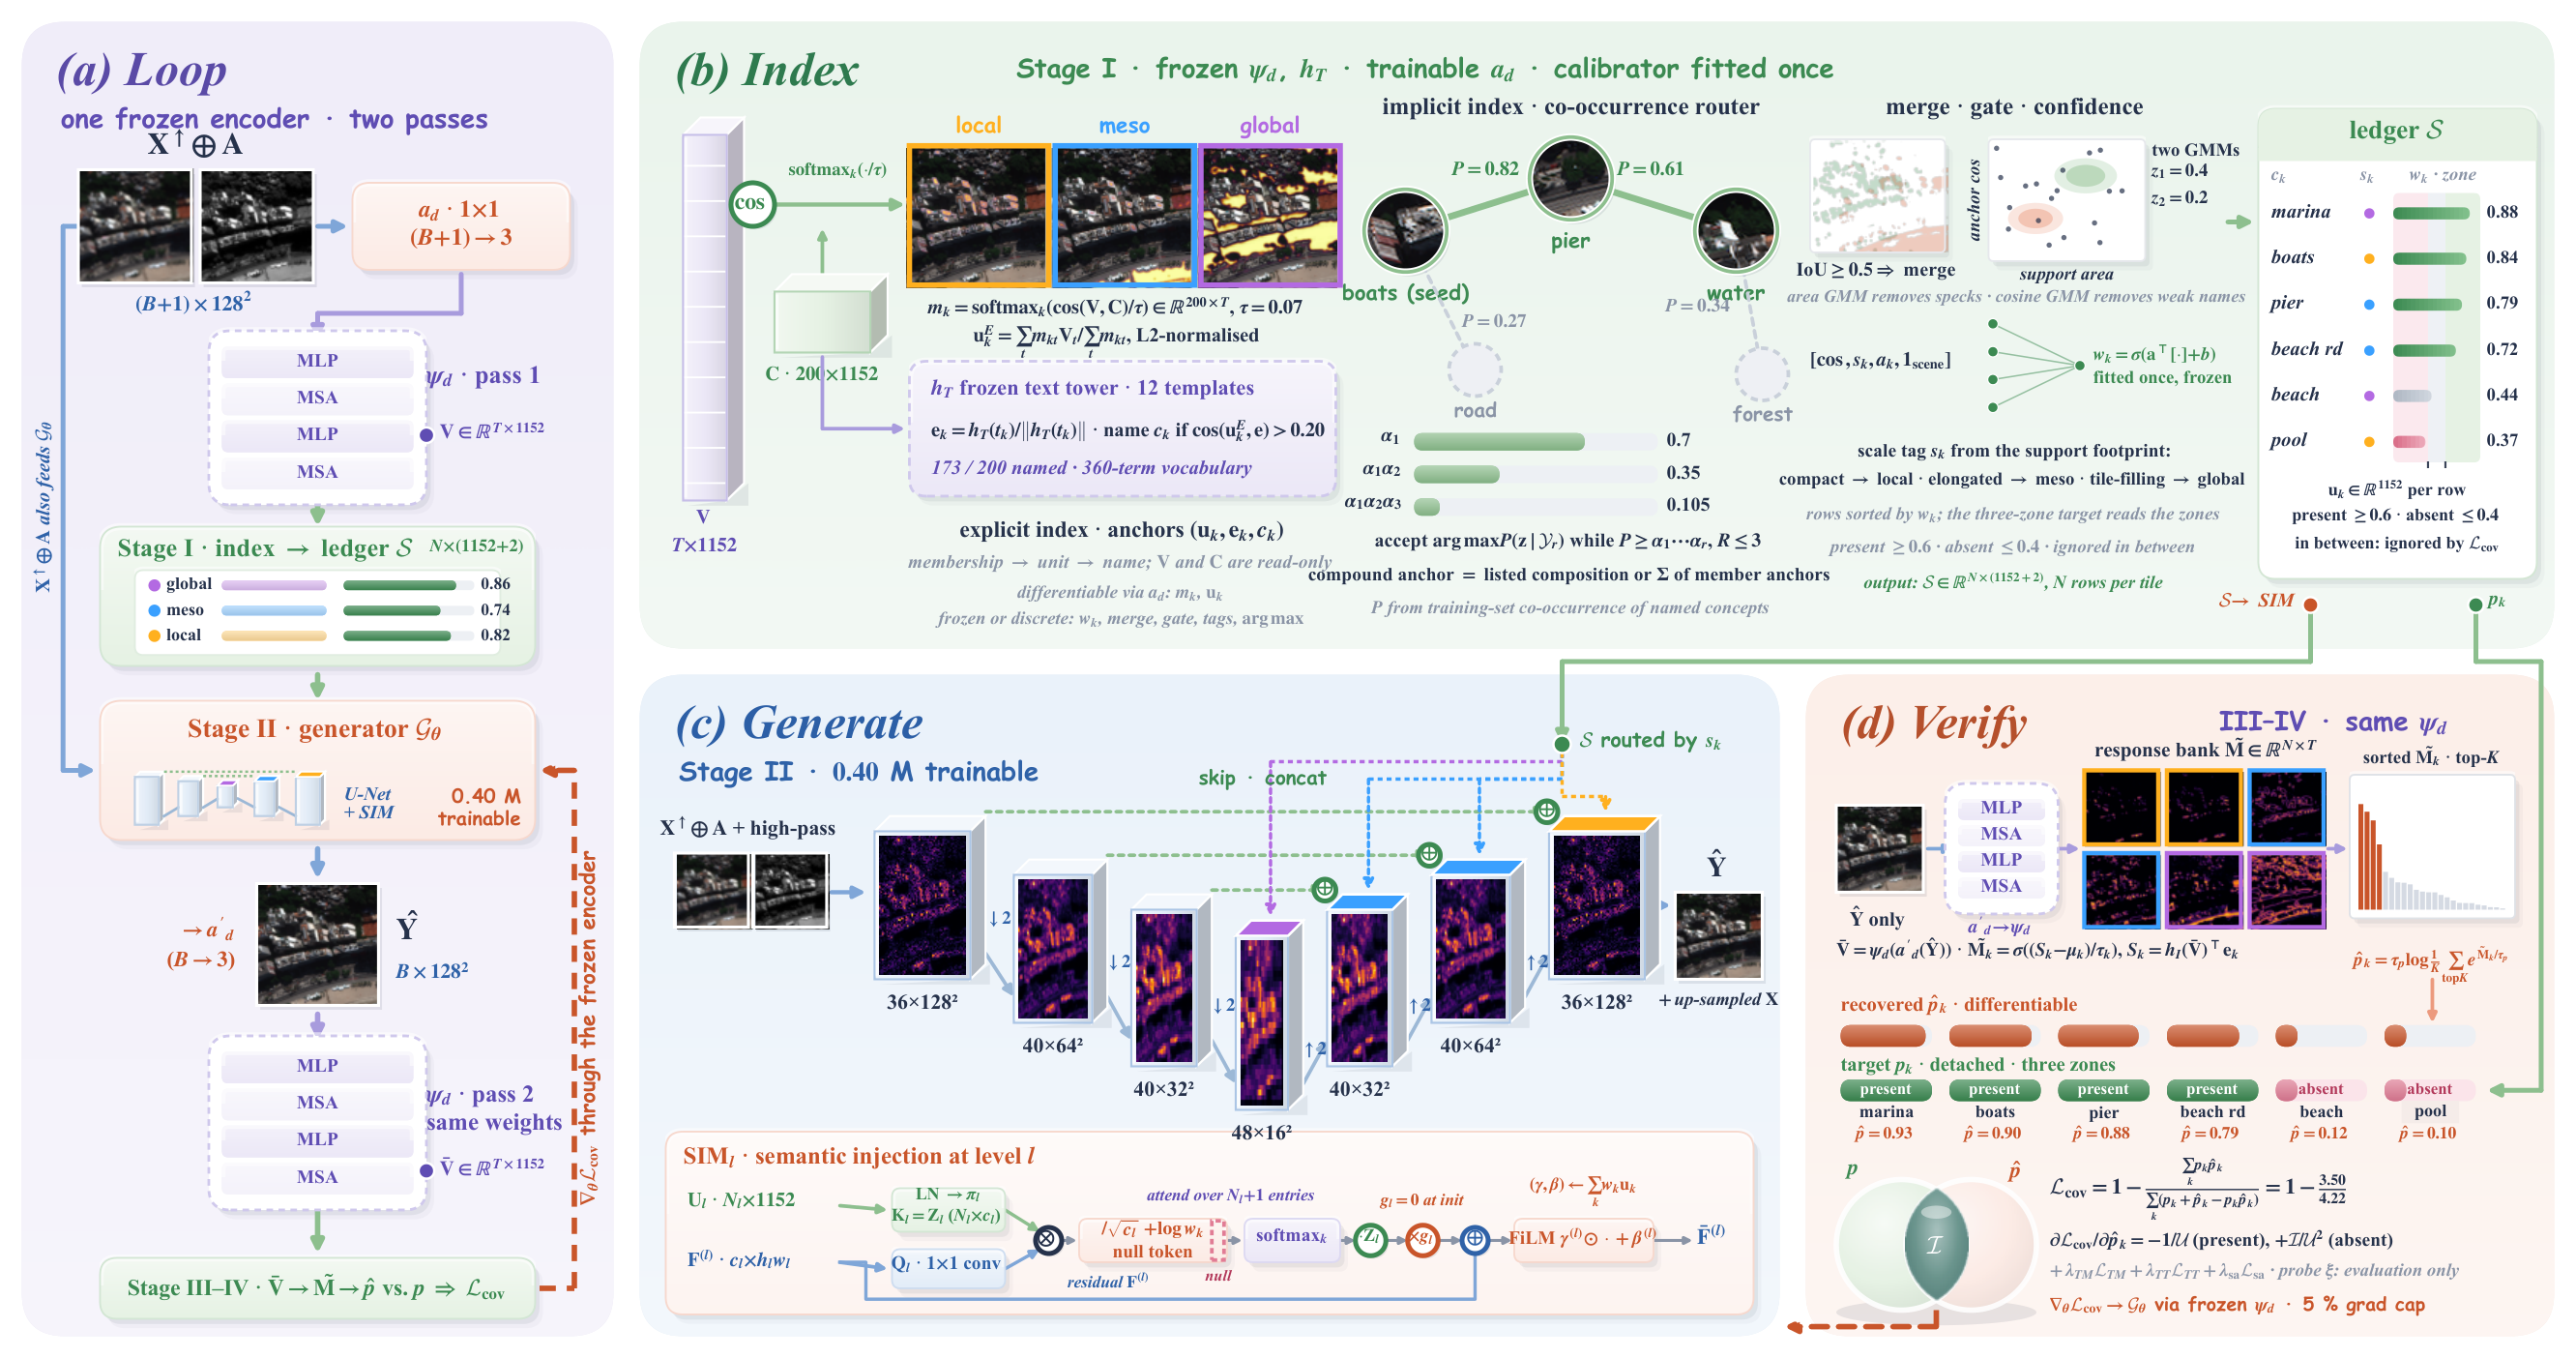 (a) Loop
one frozen encoder · two passes
X↑⊕A
a_d · 1×1
(B+1)→3
(B+1)×128²
MLP
MSA
MLP
MSA
ψ_d · pass 1
V∈ℝ^{T×1152}
X↑⊕A also feeds 𝒢_θ
Stage I · index → ledger 𝒮 N×(1152+2)
global 0.86
meso 0.74
local 0.82
Stage II · generator 𝒢_θ
U-Net
+ SIM
0.40 M
trainable
→a′_d
(B→3)
Ŷ
B×128²
MLP
MSA
MLP
MSA
ψ_d · pass 2
same weights
V̄∈ℝ^{T×1152}
∇_θℒ_cov through the frozen encoder
Stage III–IV · V̄→M̃→p̂ vs. p ⇒ ℒ_cov
(b) Index
Stage I · frozen ψ_d, h_T · trainable a_d · calibrator fitted once
V
T×1152
cos
softmax_k(·/τ)
C · 200×1152
local
meso
global
m_k = softmax_k(cos(V, C)/τ)∈ℝ^{200×T}, τ = 0.07
u_k^E = ∑_t m_kt V_t/∑_t m_kt, L2-normalised
h_T frozen text tower · 12 templates
e_k = h_T(t_k)/||h_T(t_k)|| · name c_k if cos(u_k^E, e) > 0.20
173 / 200 named · 360-term vocabulary
explicit index · anchors (u_k, e_k, c_k)
membership → unit → name; V and C are read-only
differentiable via a_d: m_k, u_k
frozen or discrete: w_k, merge, gate, tags, argmax
implicit index · co-occurrence router
P = 0.82
P = 0.61
pier
boats (seed)
water
P = 0.27
P = 0.34
road
forest
α₁ 0.7
α₁α₂ 0.35
α₁α₂α₃ 0.105
accept argmaxP(z | 𝒴_r) while P ≥ α₁⋯α_r, R ≤ 3
compound anchor = listed composition or Σ of member anchors
P from training-set co-occurrence of named concepts
merge · gate · confidence
IoU ≥ 0.5 ⇒ merge
anchor cos
support area
two GMMs
z₁ = 0.4
z₂ = 0.2
area GMM removes specks · cosine GMM removes weak names
[cos, s_k, a_k, 1_scene]
w_k = σ(a⊤[·]+b)
fitted once, frozen
scale tag s_k from the support footprint:
compact → local · elongated → meso · tile-filling → global
rows sorted by w_k; the three-zone target reads the zones
present ≥ 0.6 · absent ≤ 0.4 · ignored in between
output: 𝒮∈ℝ^{N×(1152+2)}, N rows per tile
ledger 𝒮
c_k s_k w_k · zone
marina 0.88
boats 0.84
pier 0.79
beach rd 0.72
beach 0.44
pool 0.37
u_k∈ℝ^{1152} per row
present ≥ 0.6 · absent ≤ 0.4
in between: ignored by ℒ_cov
𝒮→ SIM
p_k
(c) Generate
Stage II · 0.40 M trainable
𝒮 routed by s_k
skip · concat
X↑⊕A + high-pass
36×128²
↓2
40×64²
↓2
40×32²
↓2
48×16²
↑2
40×32²
↑2
40×64²
↑2
36×128²
Ŷ
+ up-sampled X
SIM_l · semantic injection at level l
U_l · N_l×1152
LN → π_l
K_l = Z_l (N_l×c_l)
F^{(l)} · c_l×h_lw_l
Q_l · 1×1 conv
⊗
/√c_l + log w_k
null token
null
attend over N_l+1 entries
softmax_k
·Z_l
g_l = 0 at init
×g_l
⊕
(γ, β) ← ∑_k w_k u_k
FiLM γ^{(l)}⊙ · + β^{(l)}
F̄^{(l)}
residual F^{(l)}
(d) Verify
III–IV · same ψ_d
Ŷ only
MLP
MSA
MLP
MSA
a′_d→ψ_d
response bank M̃∈ℝ^{N×T}
sorted M̃_k · top-K
V̄ = ψ_d(a′_d(Ŷ)) · M̃_k = σ((S_k−μ_k)/τ_k), S_k = h_I(V̄)⊤e_k
p̂_k = τ_p log 1/K ∑_topK e^{M̃_k/τ_p}
recovered p̂_k · differentiable
target p_k · detached · three zones
present present present present absent absent
marina boats pier beach rd beach pool
p̂ = 0.93 p̂ = 0.90 p̂ = 0.88 p̂ = 0.79 p̂ = 0.12 p̂ = 0.10
p
p̂
ℐ
ℒ_cov = 1 − ∑_k p_k p̂_k / ∑_k (p_k + p̂_k − p_k p̂_k) = 1 − 3.50/4.22
∂ℒ_cov/∂p̂_k = −1/𝒰 (present), +ℐ/𝒰² (absent)
+ λ_TM ℒ_TM + λ_TT ℒ_TT + λ_sa ℒ_sa · probe ξ: evaluation only
∇_θℒ_cov → 𝒢_θ via frozen ψ_d · 5 % grad cap